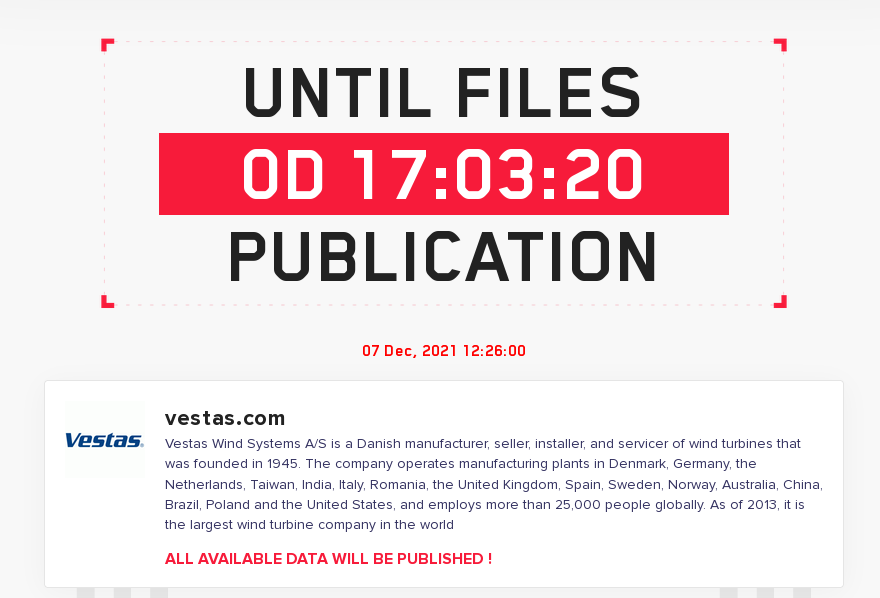 UNTIL FILES
0D 17:03:20
PUBLICATION
07 Dec, 2021 12:26:00
Vestas
vestas.com
Vestas Wind Systems A/S is a Danish manufacturer, seller, installer, and servicer of wind turbines that
was founded in 1945. The company operates manufacturing plants in Denmark, Germany, the
Netherlands, Taiwan, India, Italy, Romania, the United Kingdom, Spain, Sweden, Norway, Australia, China,
Brazil, Poland and the United States, and employs more than 25,000 people globally. As of 2013, it is
the largest wind turbine company in the world
ALL AVAILABLE DATA WILL BE PUBLISHED !